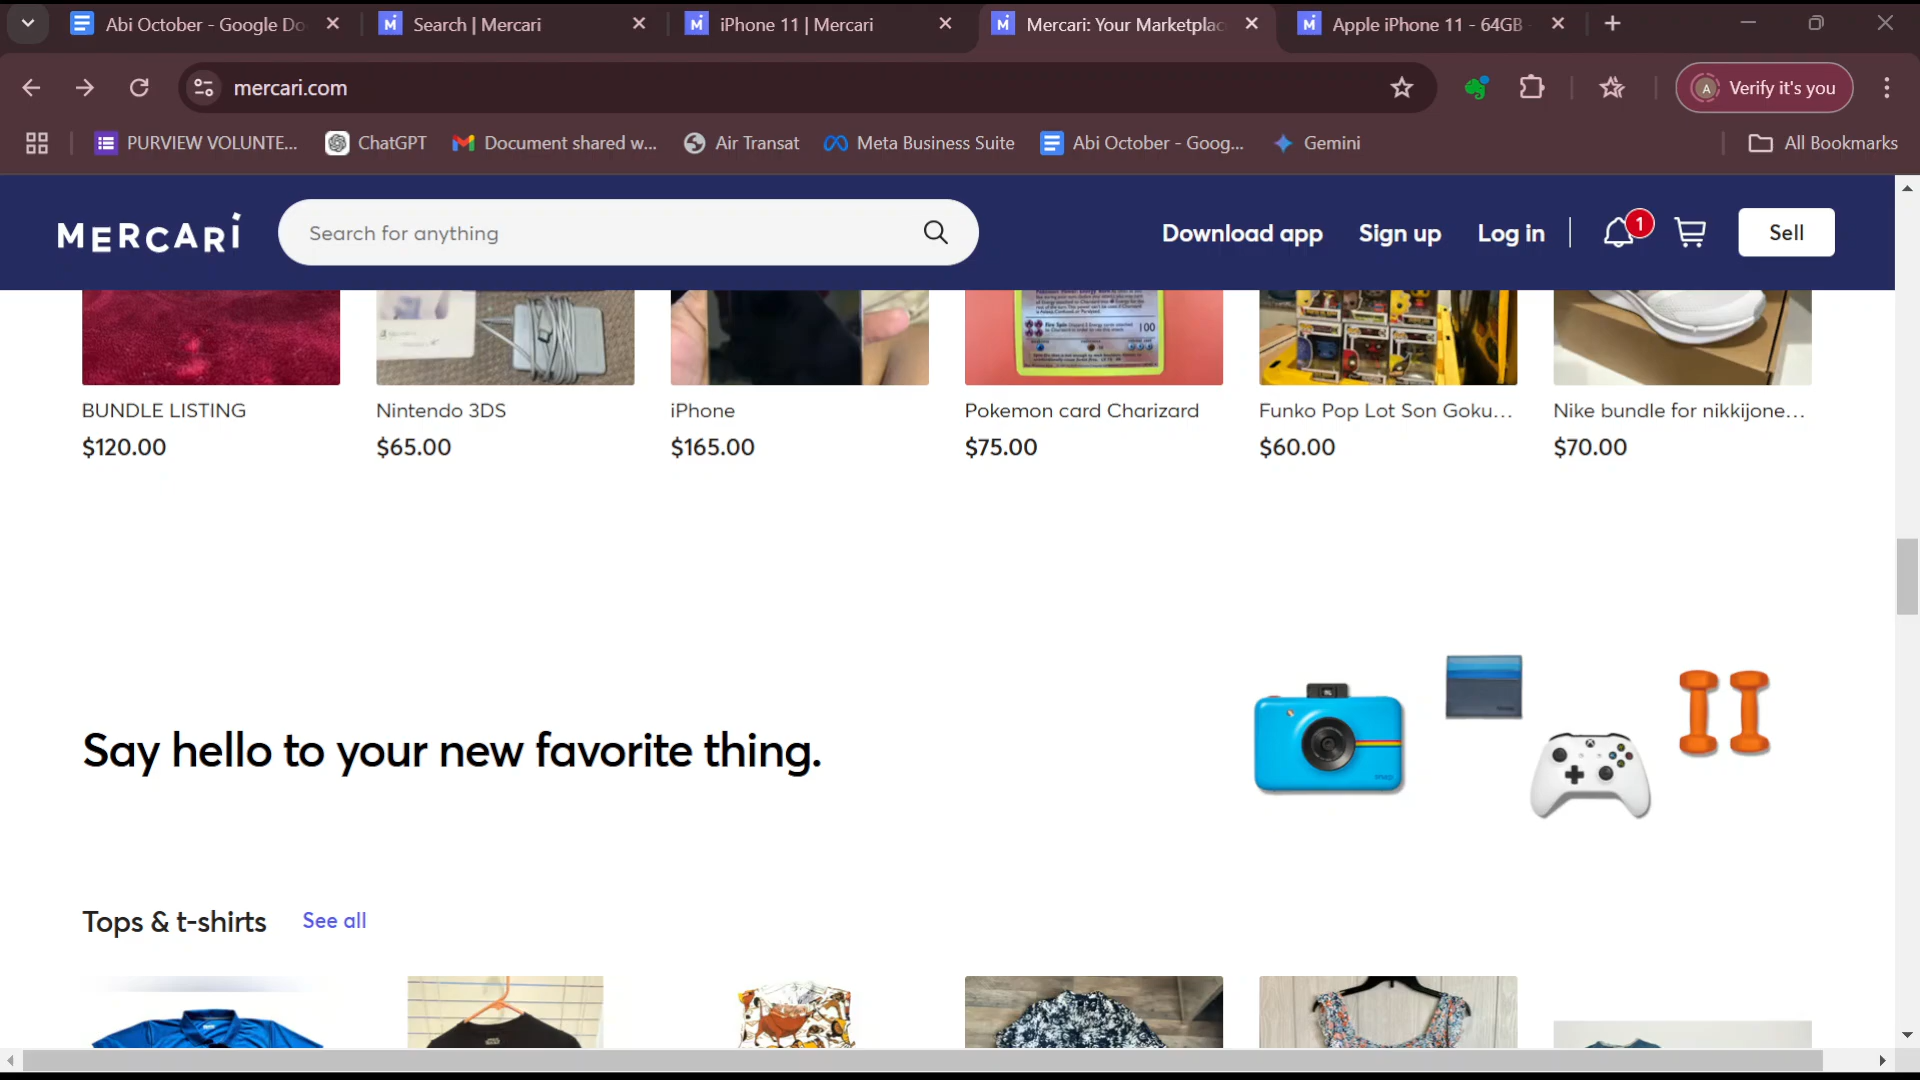 Abi October - Google Do
Search | Mercari
iPhone 11 | Mercari
Mercari: Your Marketplac
Apple iPhone 11 - 64GB
mercari.com
A
Verify it's you
PURVIEW VOLUNTE...
ChatGPT
Document shared w...
Air Transat
Meta Business Suite
Abi October - Goog...
Gemini
All Bookmarks
MERCARI
Search for anything
Download app
Sign up
Log in
1
Sell
Fire Spin
100
BUNDLE LISTING
Nintendo 3DS
iPhone
Pokemon card Charizard
Funko Pop Lot Son Goku...
Nike bundle for nikkijone...
$120.00
$65.00
$165.00
$75.00
$60.00
$70.00
Say hello to your new favorite thing.
Tops & t-shirts
See all